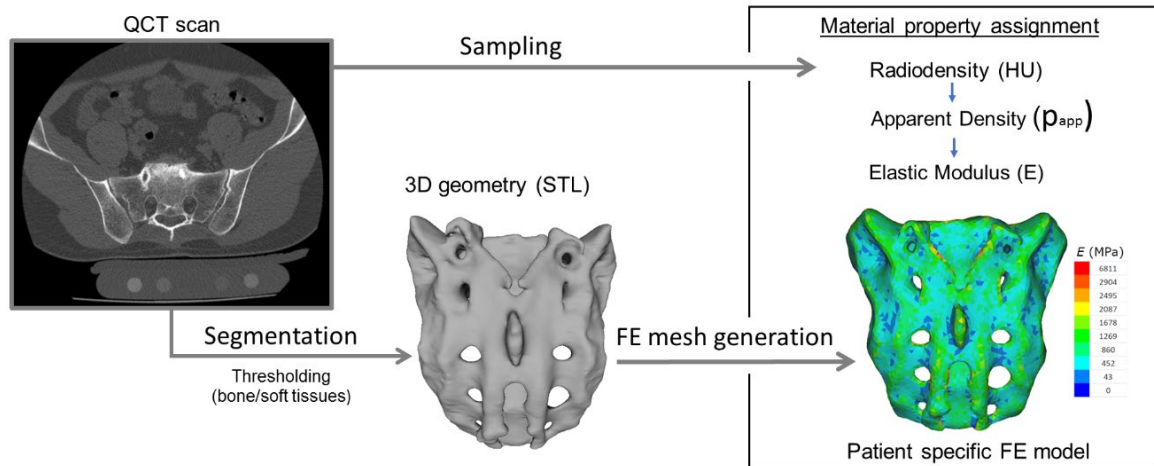 QCT scan
Sampling
Material property assignment
Radiodensity (HU)
Apparent Density (papp)
Elastic Modulus (E)
3D geometry (STL)
Segmentation
Thresholding
(bone/soft tissues)
FE mesh generation
E (MPa)
6811
2904
2495
2087
1678
1269
860
452
43
0
Patient specific FE model